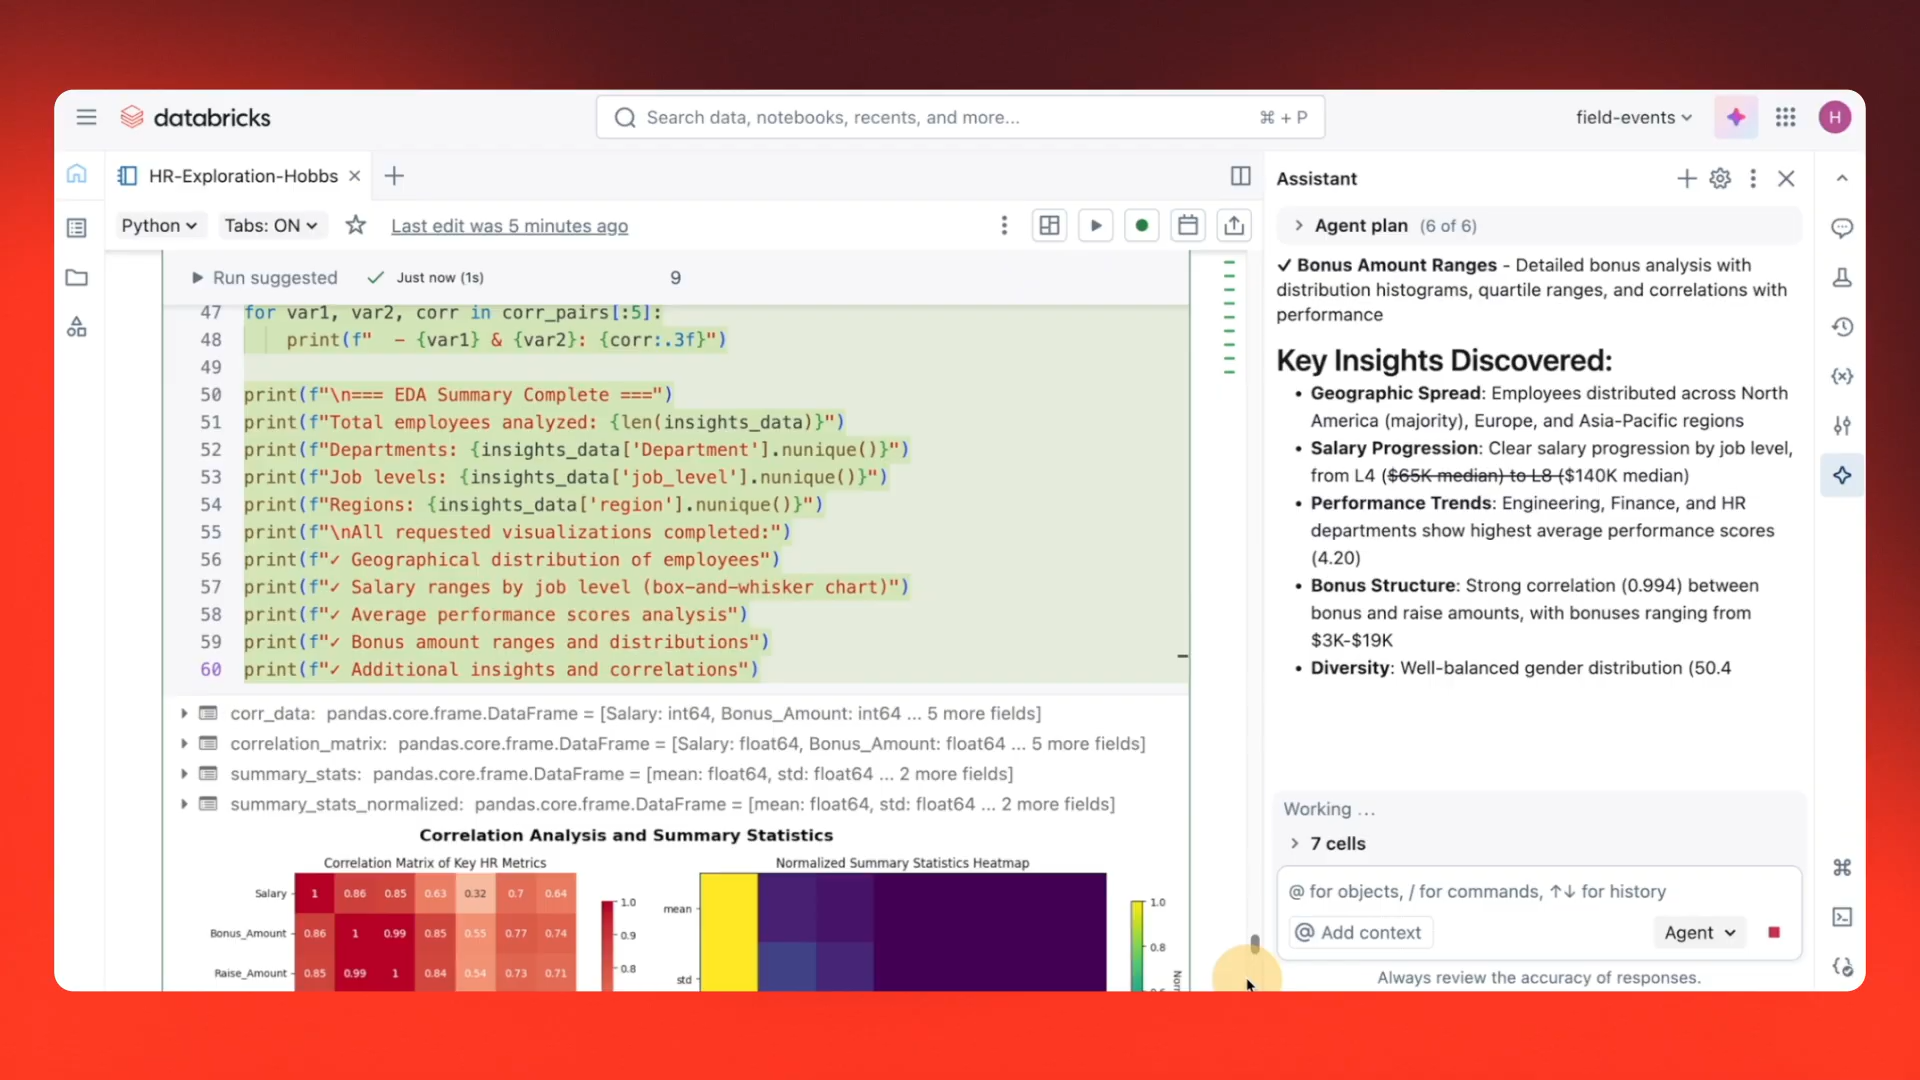 databricks
Search data, notebooks, recents, and more...
⌘ + P
field-events
H
HR-Exploration-Hobbs
Python
Tabs: ON
Last edit was 5 minutes ago
Run suggested
Just now (1s)
9
47 for var1, var2, corr in corr_pairs[:5]:
48 print(f"  - {var1} & {var2}: {corr:.3f}")
49
50 print(f"\n=== EDA Summary Complete ===")
51 print(f"Total employees analyzed: {len(insights_data)}")
52 print(f"Departments: {insights_data['Department'].nunique()}")
53 print(f"Job levels: {insights_data['job_level'].nunique()}")
54 print(f"Regions: {insights_data['region'].nunique()}")
55 print(f"\nAll requested visualizations completed:")
56 print(f"✓ Geographical distribution of employees")
57 print(f"✓ Salary ranges by job level (box-and-whisker chart)")
58 print(f"✓ Average performance scores analysis")
59 print(f"✓ Bonus amount ranges and distributions")
60 print(f"✓ Additional insights and correlations")
corr_data: pandas.core.frame.DataFrame = [Salary: int64, Bonus_Amount: int64 ... 5 more fields]
correlation_matrix: pandas.core.frame.DataFrame = [Salary: float64, Bonus_Amount: float64 ... 5 more fields]
summary_stats: pandas.core.frame.DataFrame = [mean: float64, std: float64 ... 2 more fields]
summary_stats_normalized: pandas.core.frame.DataFrame = [mean: float64, std: float64 ... 2 more fields]
Correlation Analysis and Summary Statistics
Correlation Matrix of Key HR Metrics
Salary 1 0.86 0.85 0.63 0.32 0.7 0.64
Bonus_Amount 0.86 1 0.99 0.85 0.55 0.77 0.74
Raise_Amount 0.85 0.99 1 0.84 0.54 0.73 0.71
1.0
0.9
0.8
Normalized Summary Statistics Heatmap
mean
std
1.0
0.8
Assistant
Agent plan (6 of 6)
✓ Bonus Amount Ranges - Detailed bonus analysis with
distribution histograms, quartile ranges, and correlations with
performance
Key Insights Discovered:
• Geographic Spread: Employees distributed across North
America (majority), Europe, and Asia-Pacific regions
• Salary Progression: Clear salary progression by job level,
from L4 ($65K median) to L8 ($140K median)
• Performance Trends: Engineering, Finance, and HR
departments show highest average performance scores
(4.20)
• Bonus Structure: Strong correlation (0.994) between
bonus and raise amounts, with bonuses ranging from
$3K-$19K
• Diversity: Well-balanced gender distribution (50.4
Working ...
7 cells
@ for objects, / for commands, ↑↓ for history
@ Add context
Agent
Always review the accuracy of responses.